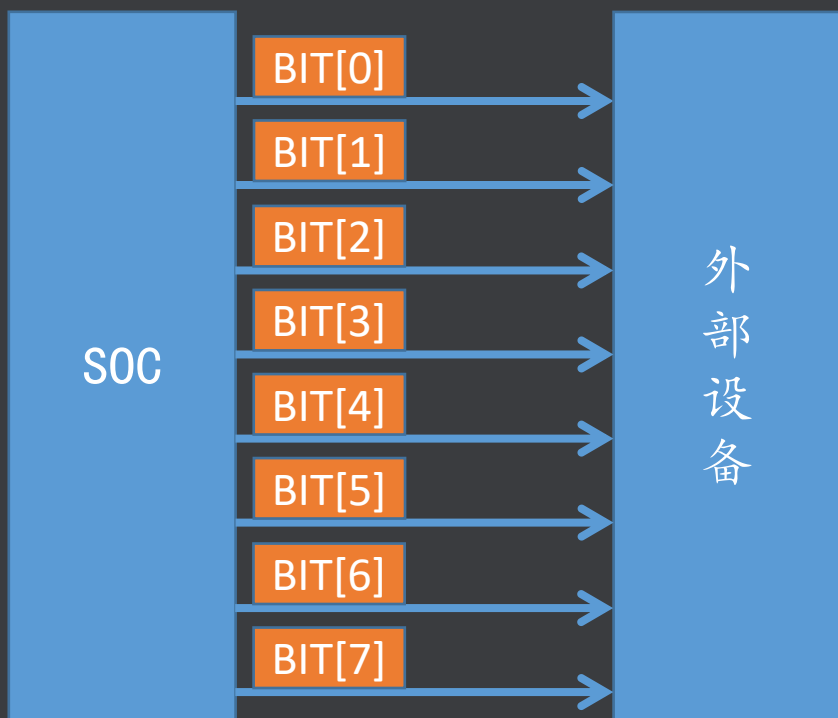 SOC
BIT[0]
BIT[1]
BIT[2]
BIT[3]
BIT[4]
BIT[5]
BIT[6]
BIT[7]
外部设备